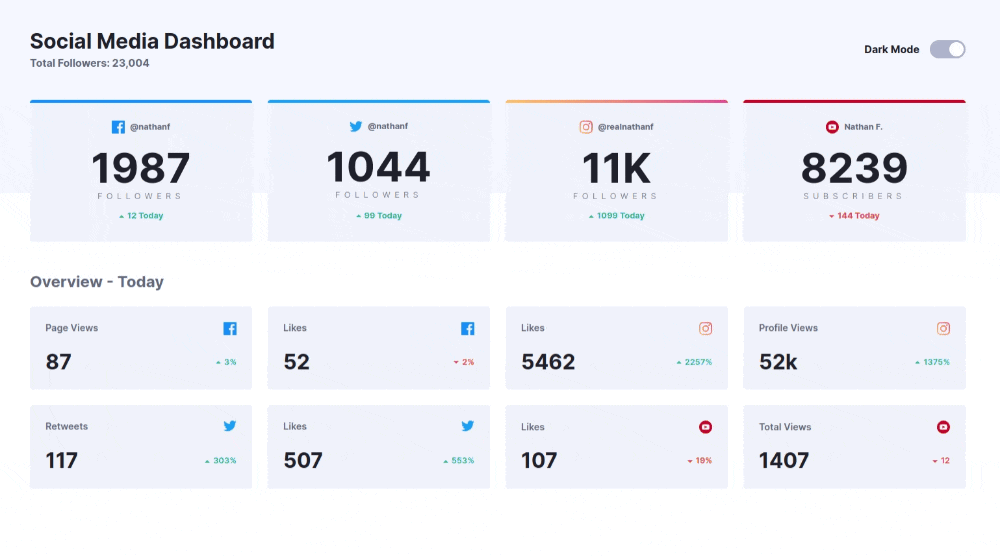 Social Media Dashboard
Total Followers: 23,004
Dark Mode
@nathanf
1987
FOLLOWERS
12 Today
@nathanf
1044
FOLLOWERS
99 Today
@realnathanf
11K
FOLLOWERS
1099 Today
Nathan F.
8239
SUBSCRIBERS
144 Today
Overview - Today
Page Views
87
3%
Likes
52
2%
Likes
5462
2257%
Profile Views
52k
1375%
Retweets
117
303%
Likes
507
553%
Likes
107
19%
Total Views
1407
12